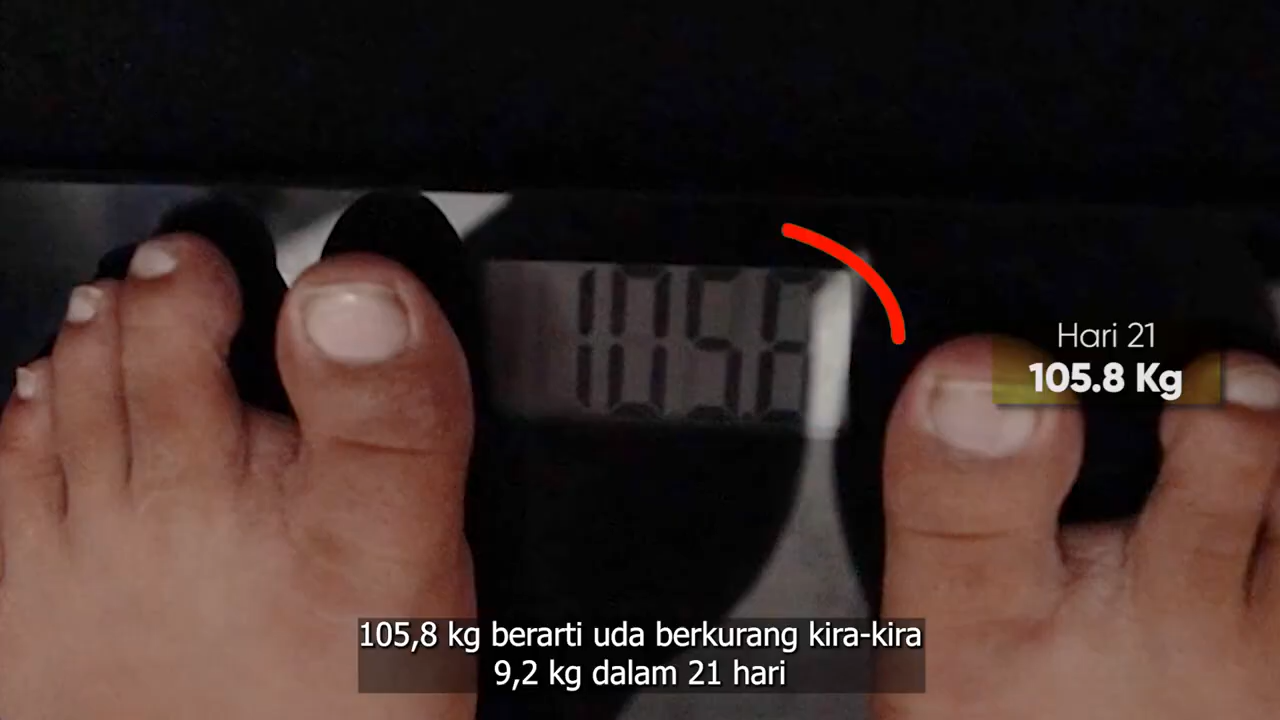 105.8
Hari 21
105.8 Kg
105,8 kg berarti uda berkurang kira-kira
9,2 kg dalam 21 hari